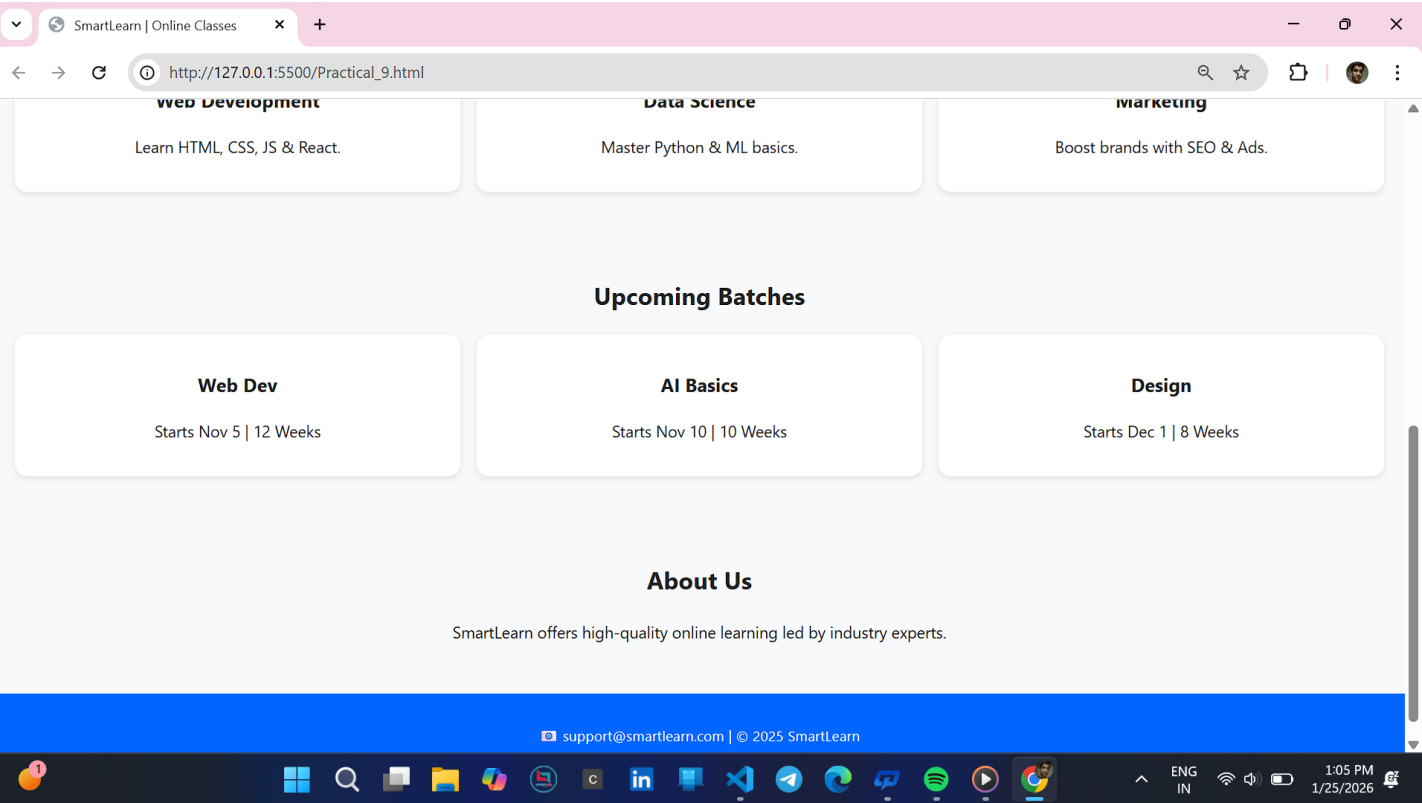 SmartLearn | Online Classes
http://127.0.0.1:5500/Practical_9.html
Web Development
Data Science
Marketing
Learn HTML, CSS, JS & React.
Master Python & ML basics.
Boost brands with SEO & Ads.
Upcoming Batches
Web Dev
AI Basics
Design
Starts Nov 5 | 12 Weeks
Starts Nov 10 | 10 Weeks
Starts Dec 1 | 8 Weeks
About Us
SmartLearn offers high-quality online learning led by industry experts.
support@smartlearn.com | © 2025 SmartLearn
1
C
in
ENG
IN
1:05 PM
1/25/2026